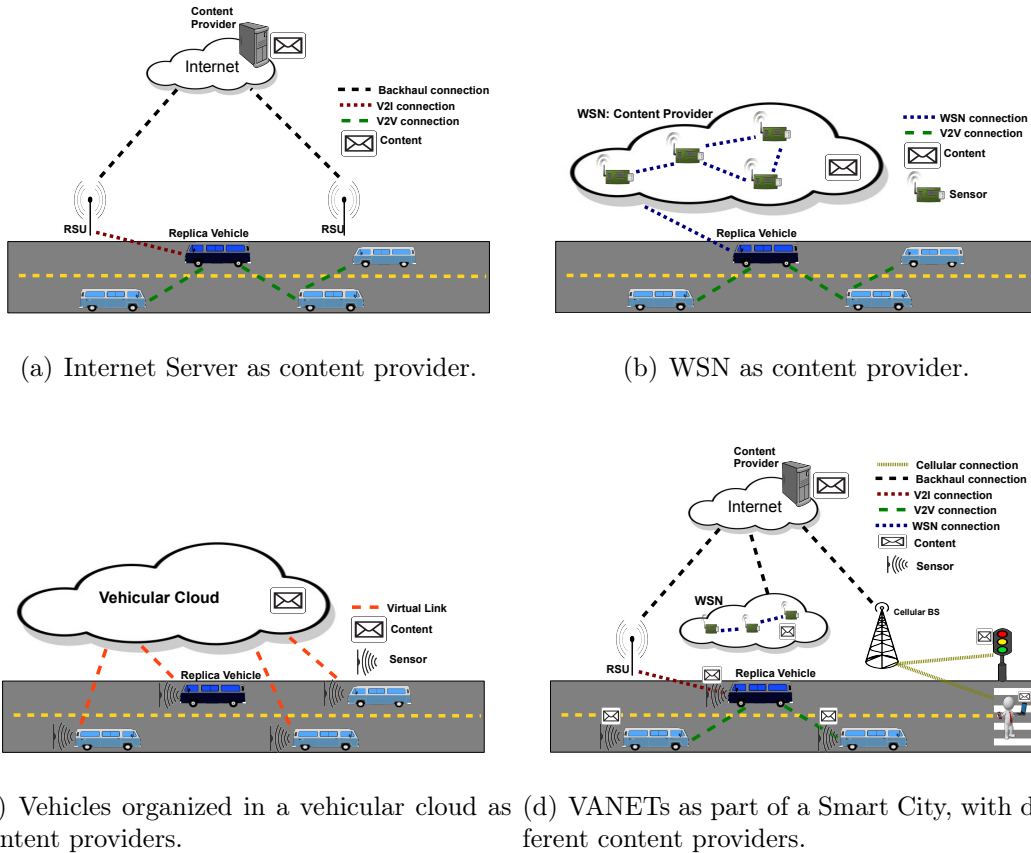 Content
Provider
Internet
Backhaul connection
V2I connection
V2V connection
Content
RSU
Replica Vehicle
RSU
(a) Internet Server as content provider.
WSN: Content Provider
WSN connection
V2V connection
Content
Sensor
Replica Vehicle
(b) WSN as content provider.
Vehicular Cloud
Virtual Link
Content
Sensor
Replica Vehicle
) Vehicles organized in a vehicular cloud as
ntent providers.
Content
Provider
Internet
Cellular connection
Backhaul connection
V2I connection
V2V connection
WSN connection
Content
Sensor
WSN
Cellular BS
RSU
Replica Vehicle
(d) VANETs as part of a Smart City, with d
ferent content providers.